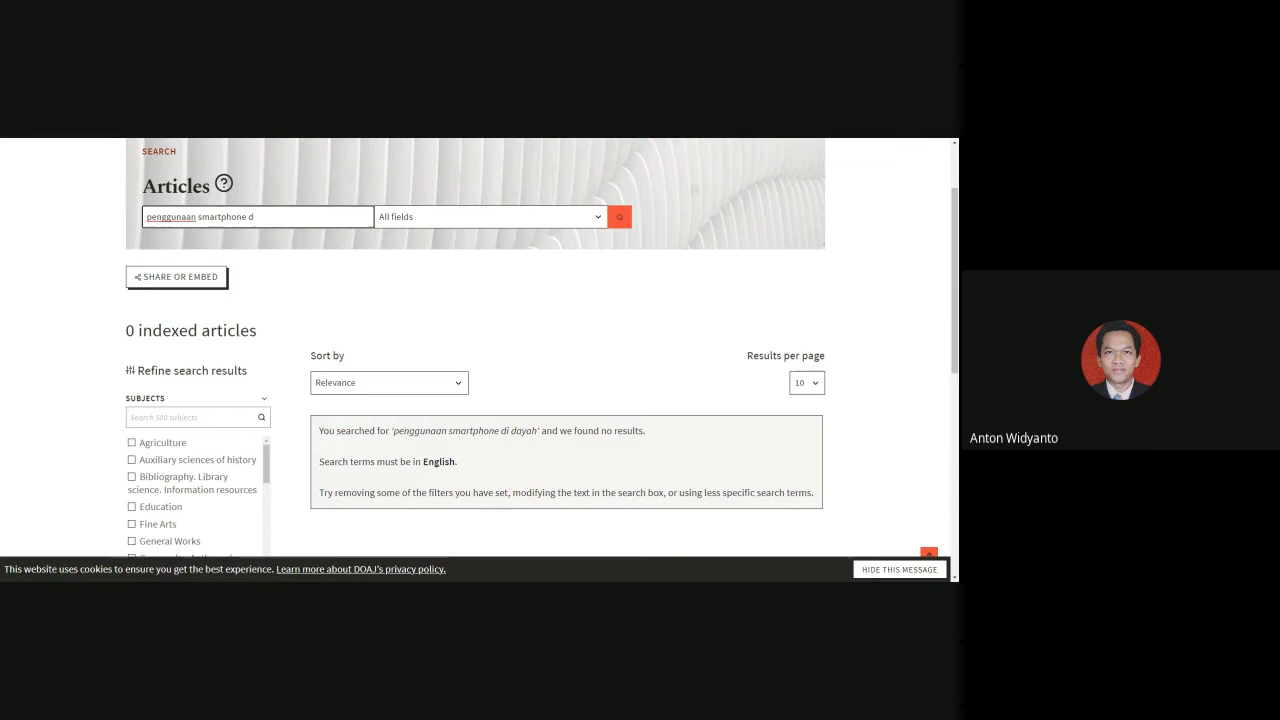 SEARCH
Articles ?
penggunaan smartphone d
All fields
SHARE OR EMBED
0 indexed articles
Sort by
Results per page
Refine search results
Relevance
10
SUBJECTS
Search 500 subjects
Agriculture
Auxiliary sciences of history
Bibliography. Library
science. Information resources
Education
Fine Arts
General Works
You searched for 'penggunaan smartphone di dayah' and we found no results.
Search terms must be in English.
Try removing some of the filters you have set, modifying the text in the search box, or using less specific search terms.
This website uses cookies to ensure you get the best experience. Learn more about DOAJ's privacy policy.
HIDE THIS MESSAGE
Anton Widyanto